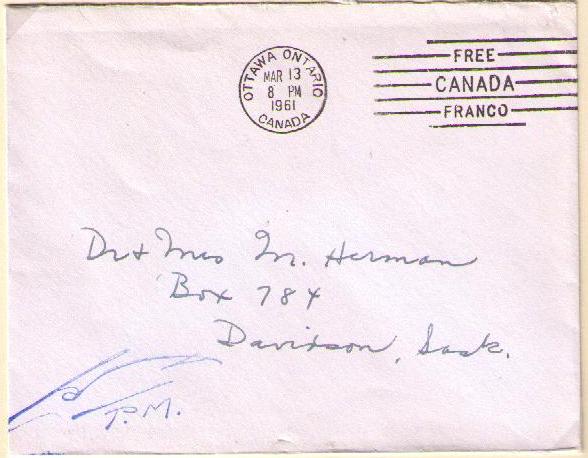 OTTAWA ONTARIO
MAR 13
8 PM
1961
CANADA
FREE
CANADA
FRANCO
Dr & Mrs M. Herman
Box 784
Davidson, Sask.
P.M.